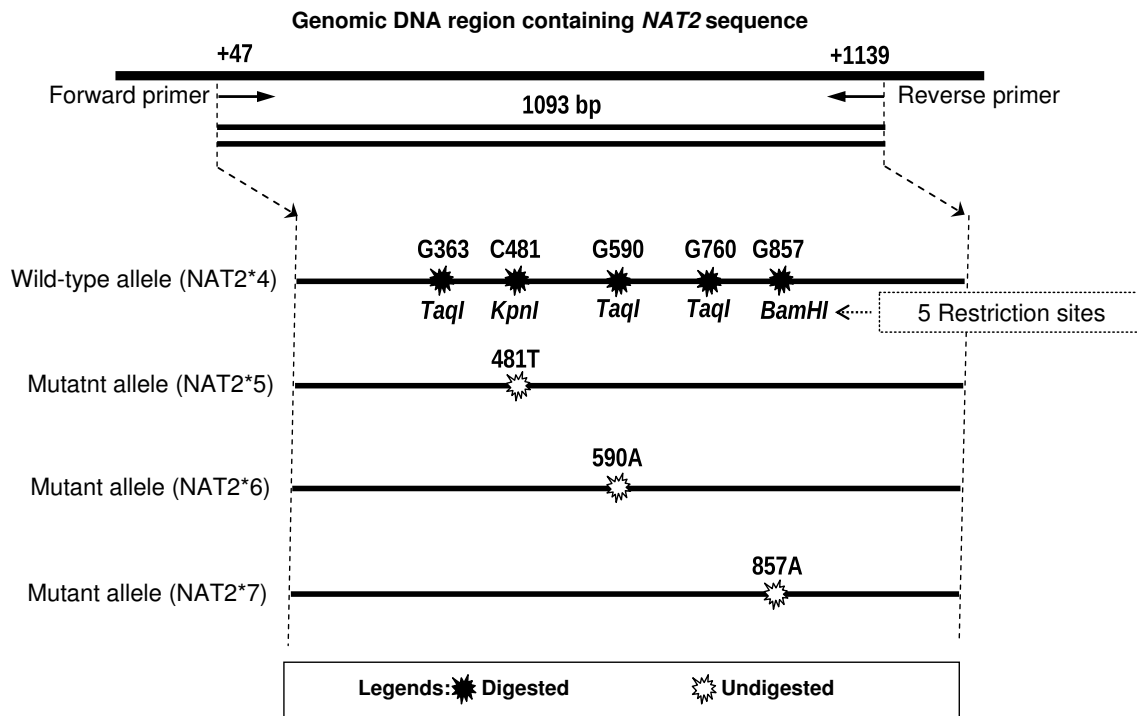 Genomic DNA region containing NAT2 sequence
+47 +1139
Forward primer Reverse primer
1093 bp
G363 C481 G590 G760 G857
Wild-type allele (NAT2*4)
TaqI KpnI TaqI TaqI BamHI
5 Restriction sites
481T
Mutatnt allele (NAT2*5)
590A
Mutant allele (NAT2*6)
857A
Mutant allele (NAT2*7)
Legends: Digested Undigested